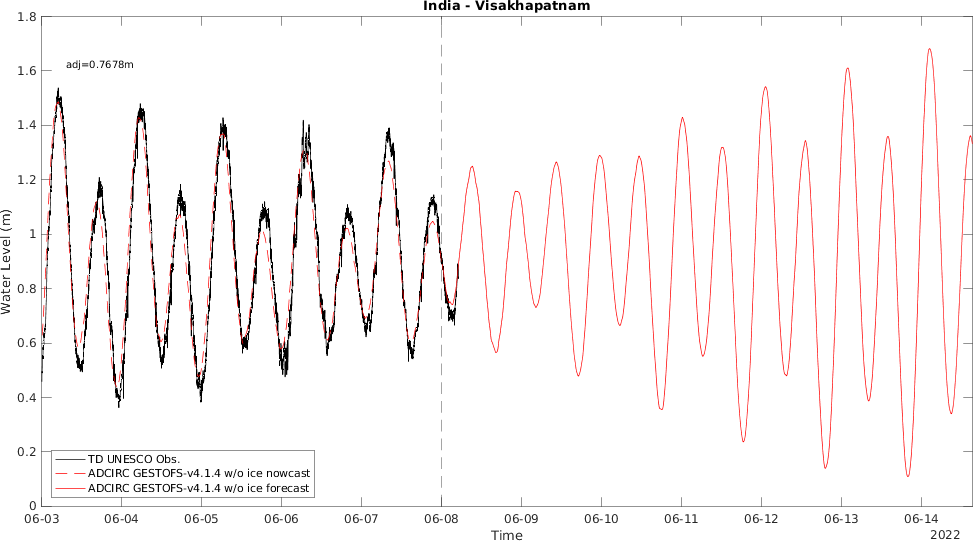 India - Visakhapatnam
1.8
1.6
1.4
1.2
1
0.8
0.6
0.4
0.2
0
Water Level (m)
adj=0.7678m
TD UNESCO Obs.
ADCIRC GESTOFS-v4.1.4 w/o ice nowcast
ADCIRC GESTOFS-v4.1.4 w/o ice forecast
06-03 06-04 06-05 06-06 06-07 06-08 06-09 06-10 06-11 06-12 06-13 06-14
2022
Time